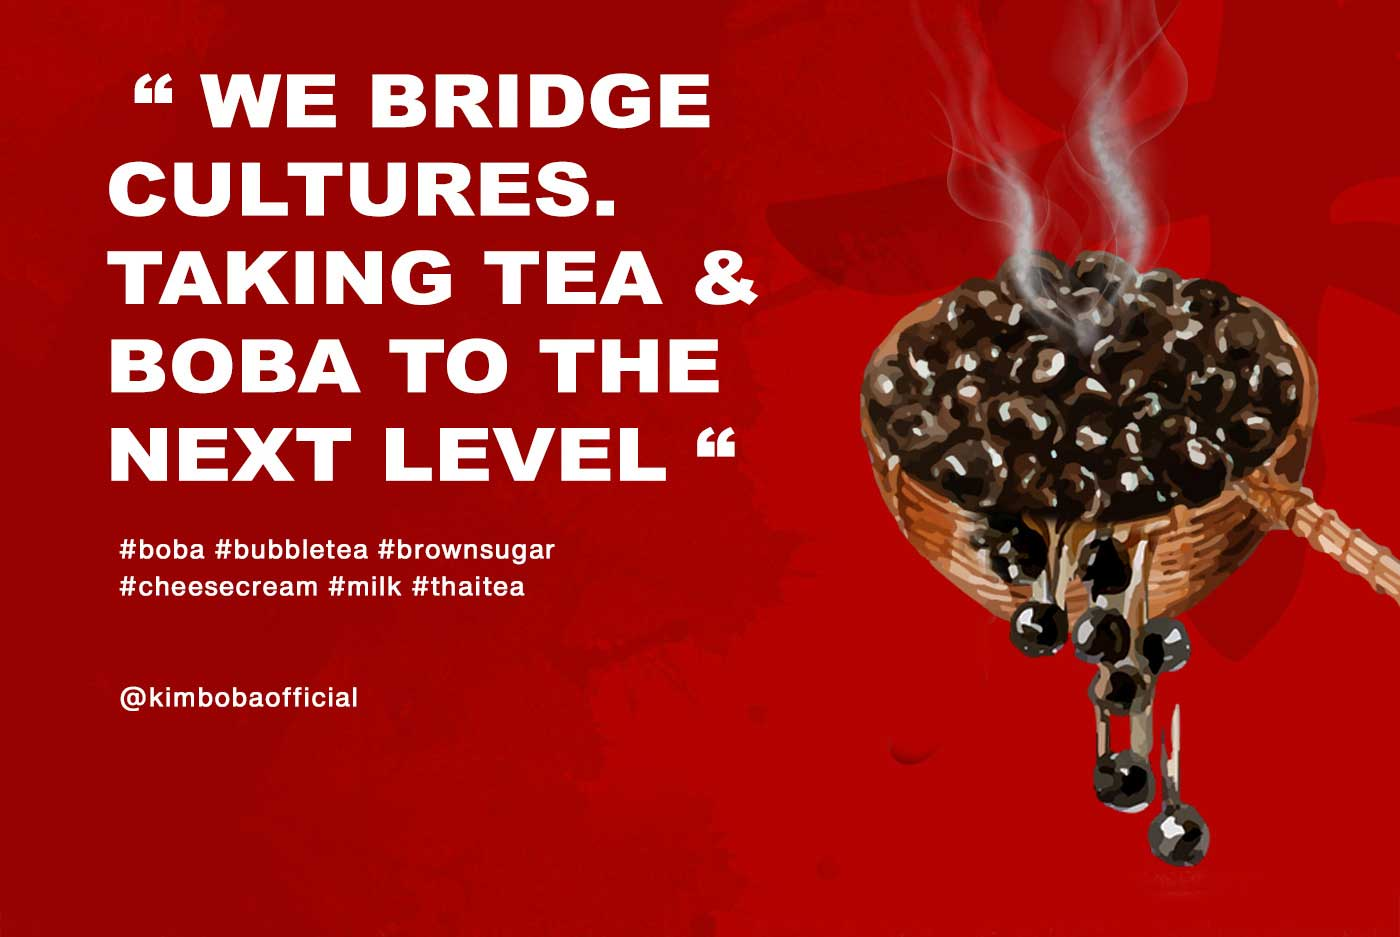 “ WE BRIDGE
CULTURES.
TAKING TEA &
BOBA TO THE
NEXT LEVEL “
#boba #bubbletea #brownsugar
#cheesecream #milk #thaitea
@kimbobaofficial